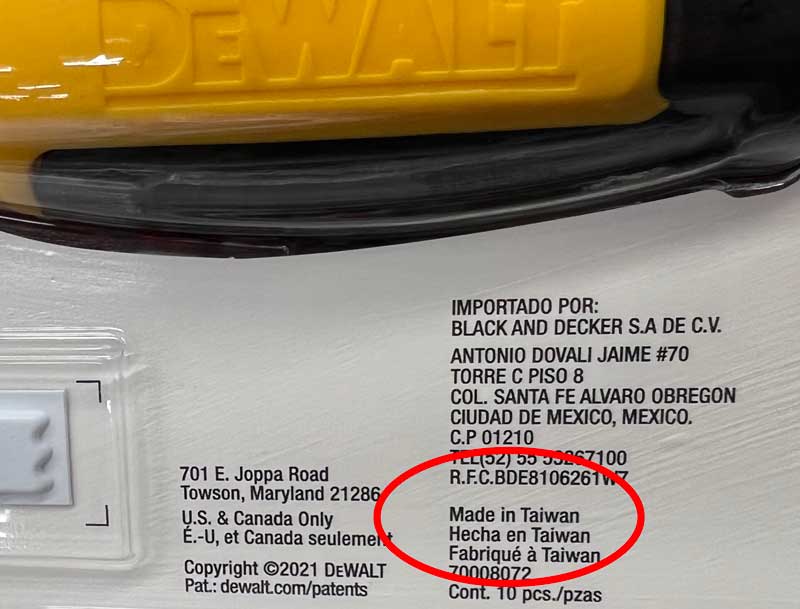 DEWALT
IMPORTADO POR:
BLACK AND DECKER S.A DE C.V.
ANTONIO DOVALI JAIME #70
TORRE C PISO 8
COL. SANTA FE ALVARO OBREGON
CIUDAD DE MEXICO, MEXICO.
C.P 01210
TEL(52) 55 53267100
R.F.C.BDE8106261W7
701 E. Joppa Road
Towson, Maryland 21286
U.S. & Canada Only
É.-U, et Canada seulement
Copyright ©2021 DEWALT
Pat.: dewalt.com/patents
Made in Taiwan
Hecha en Taiwan
Fabriqué à Taiwan
70008072
Cont. 10 pcs./pzas